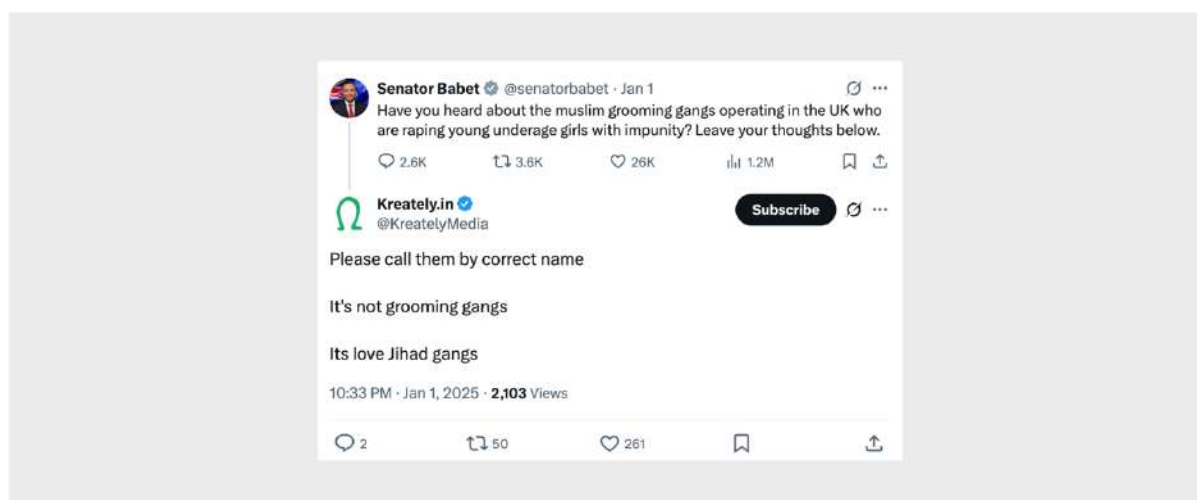 Senator Babet @senatorbabet · Jan 1
Have you heard about the muslim grooming gangs operating in the UK who
are raping young underage girls with impunity? Leave your thoughts below.
2.6K 3.6K 26K 1.2M
Kreately.in
@KreatelyMedia
Subscribe
Please call them by correct name
It's not grooming gangs
Its love Jihad gangs
10:33 PM · Jan 1, 2025 · 2,103 Views
2 50 261